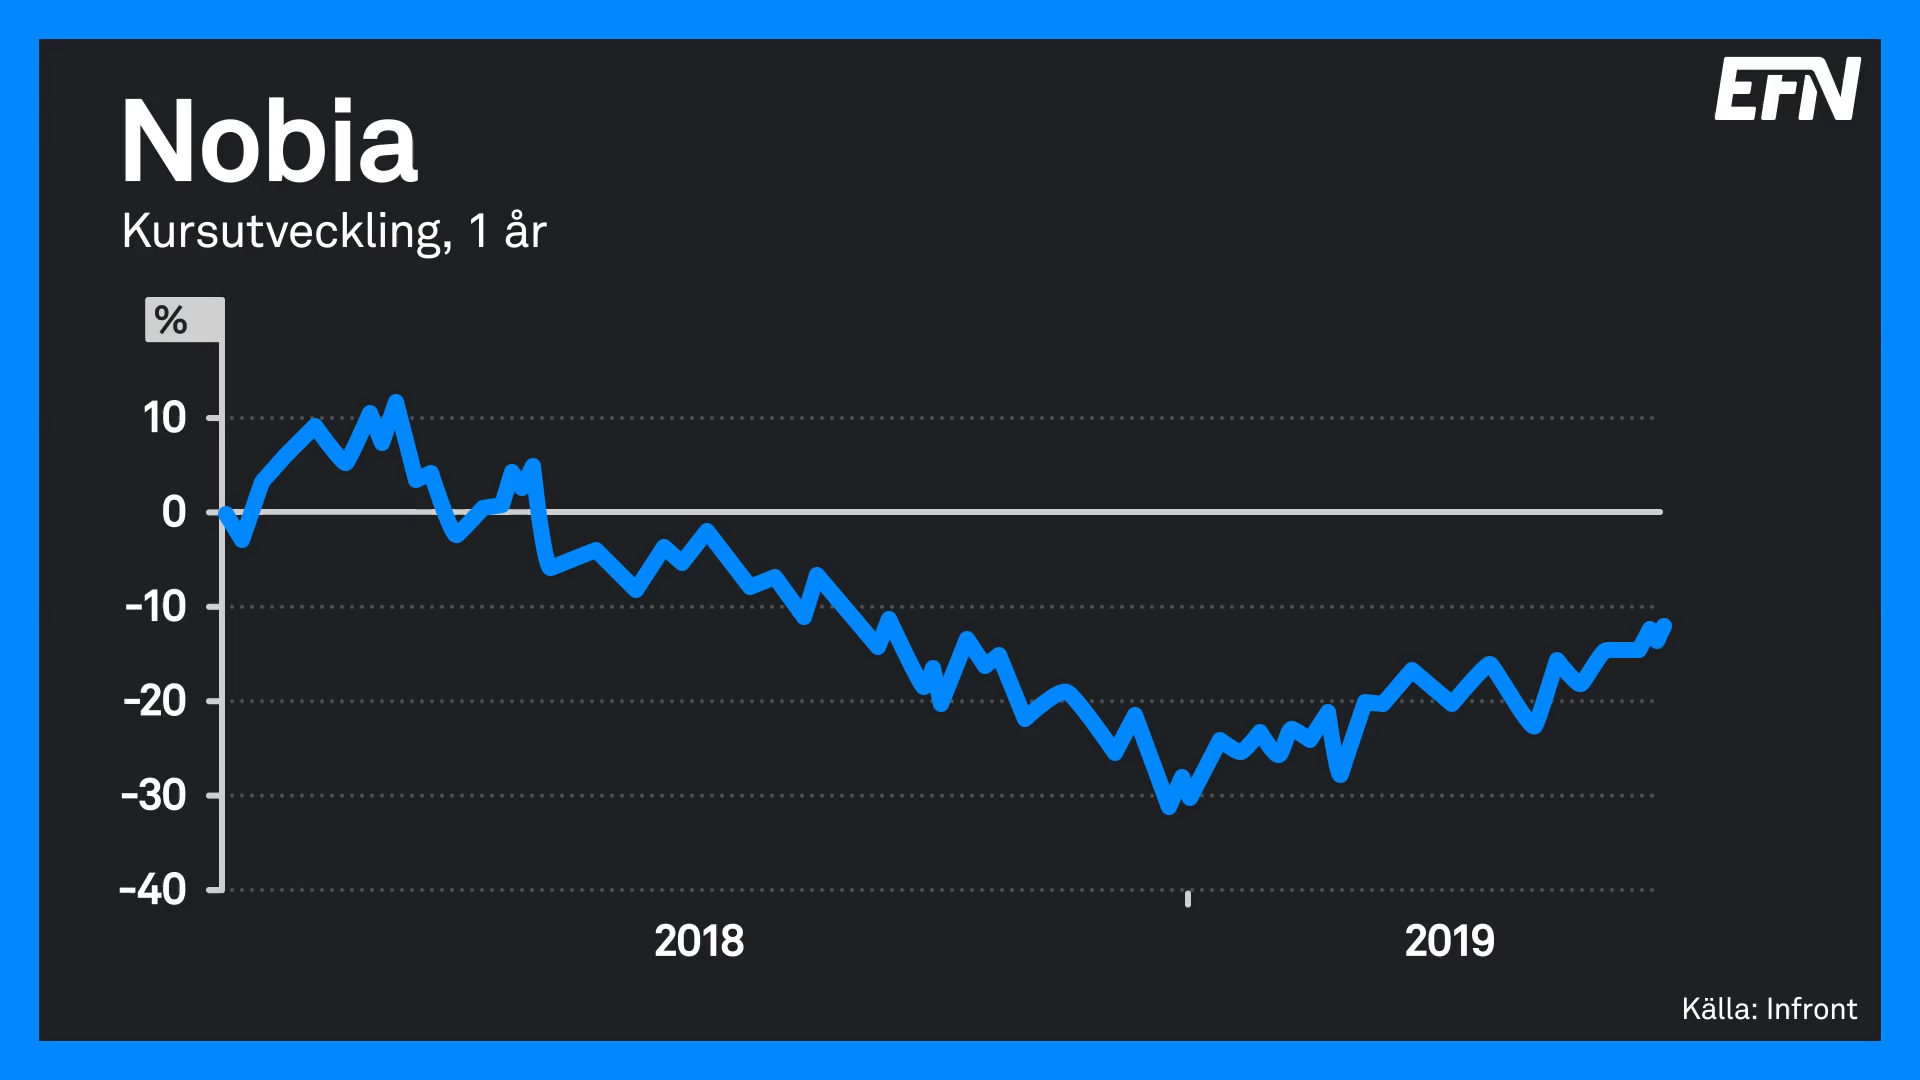 EFN
Nobia
Kursutveckling, 1 år
%
10
0
-10
-20
-30
-40
2018 2019
Källa: Infront